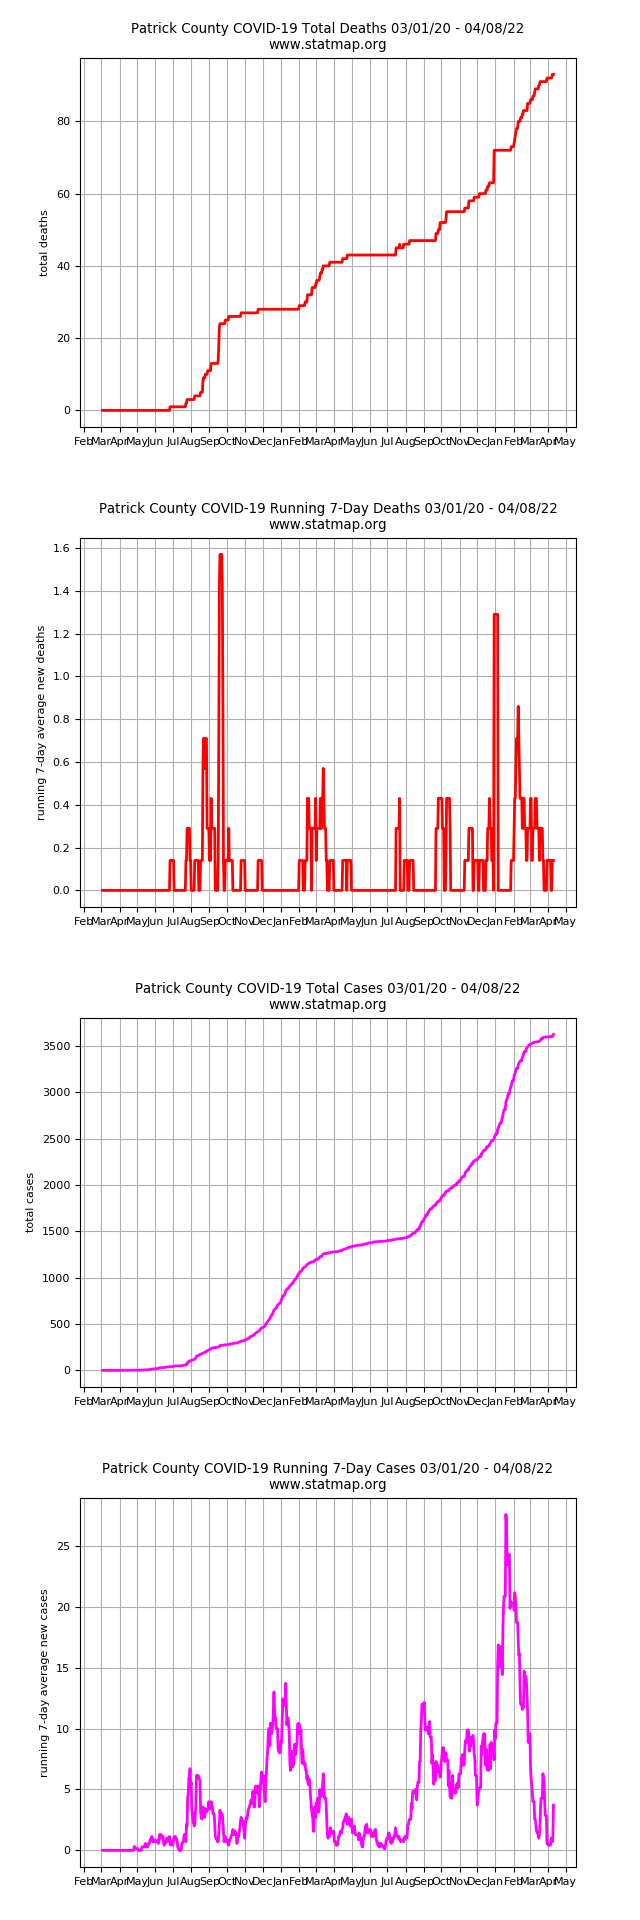 Patrick County COVID-19 Total Deaths 03/01/20 - 04/08/22
www.statmap.org
80
60
40
20
0
total deaths
Feb Mar Apr May Jun Jul Aug Sep Oct Nov Dec Jan Feb Mar Apr May Jun Jul Aug Sep Oct Nov Dec Jan Feb Mar Apr May
Patrick County COVID-19 Running 7-Day Deaths 03/01/20 - 04/08/22
www.statmap.org
1.6
1.4
1.2
1.0
0.8
0.6
0.4
0.2
0.0
running 7-day average new deaths
Feb Mar Apr May Jun Jul Aug Sep Oct Nov Dec Jan Feb Mar Apr May Jun Jul Aug Sep Oct Nov Dec Jan Feb Mar Apr May
Patrick County COVID-19 Total Cases 03/01/20 - 04/08/22
www.statmap.org
3500
3000
2500
2000
1500
1000
500
0
total cases
Feb Mar Apr May Jun Jul Aug Sep Oct Nov Dec Jan Feb Mar Apr May Jun Jul Aug Sep Oct Nov Dec Jan Feb Mar Apr May
Patrick County COVID-19 Running 7-Day Cases 03/01/20 - 04/08/22
www.statmap.org
25
20
15
10
5
0
running 7-day average new cases
Feb Mar Apr May Jun Jul Aug Sep Oct Nov Dec Jan Feb Mar Apr May Jun Jul Aug Sep Oct Nov Dec Jan Feb Mar Apr May